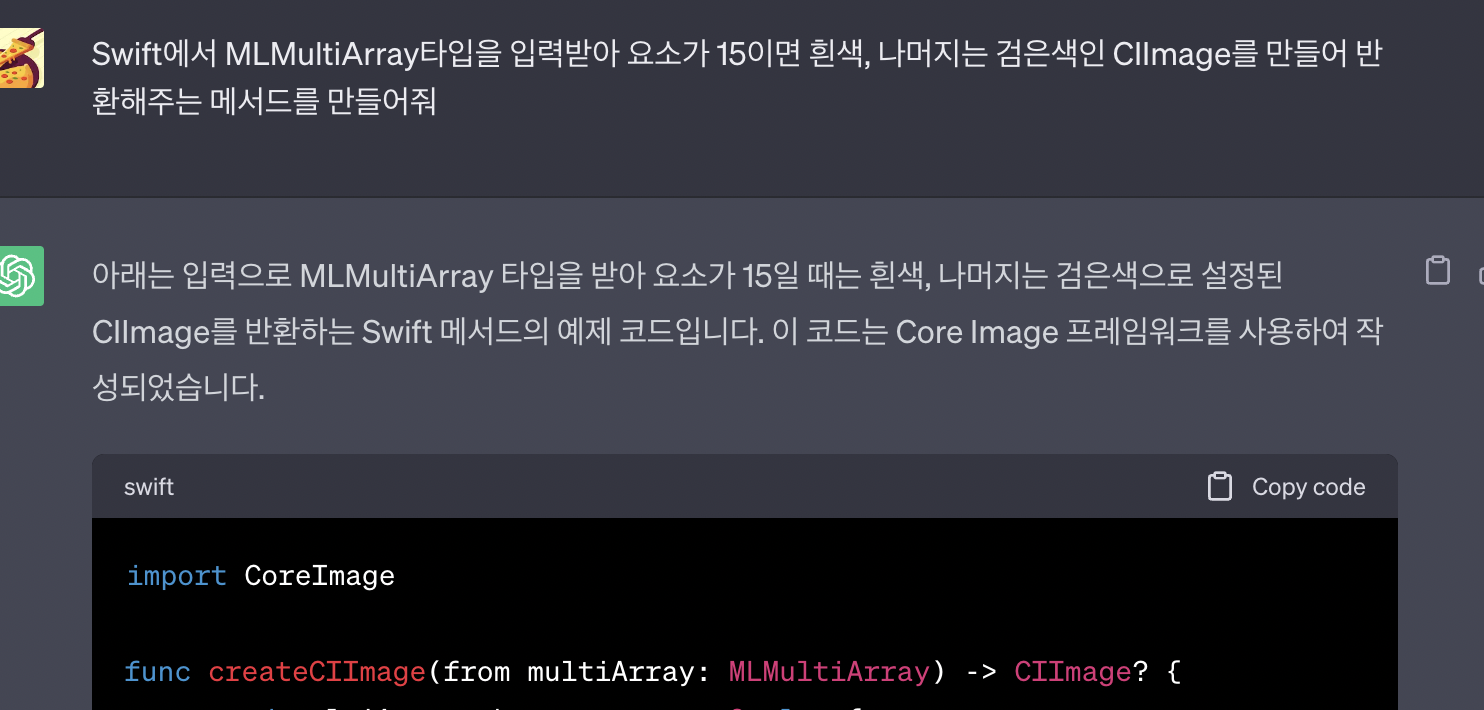 Swift에서 MLMultiArray타입을 입력받아 요소가 15이면 흰색, 나머지는 검은색인 CIImage를 만들어 반
환해주는 메서드를 만들어줘
아래는 입력으로 MLMultiArray 타입을 받아 요소가 15일 때는 흰색, 나머지는 검은색으로 설정된
CIImage를 반환하는 Swift 메서드의 예제 코드입니다. 이 코드는 Core Image 프레임워크를 사용하여 작
성되었습니다.
swift
Copy code
import CoreImage
func createCIImage(from multiArray: MLMultiArray) -> CIImage? {